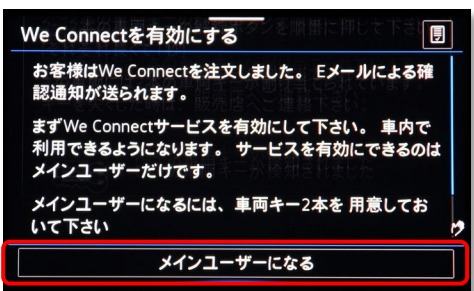 We Connectを有効にする
お客様はWe Connectを注文しました。 Eメールによる確
認通知が送られます。
まずWe Connectサービスを有効にして下さい。 車内で
利用できるようになります。 サービスを有効にできるのは
メインユーザーだけです。
メインユーザーになるには、車両キー2本を 用意してお
いて下さい
メインユーザーになる